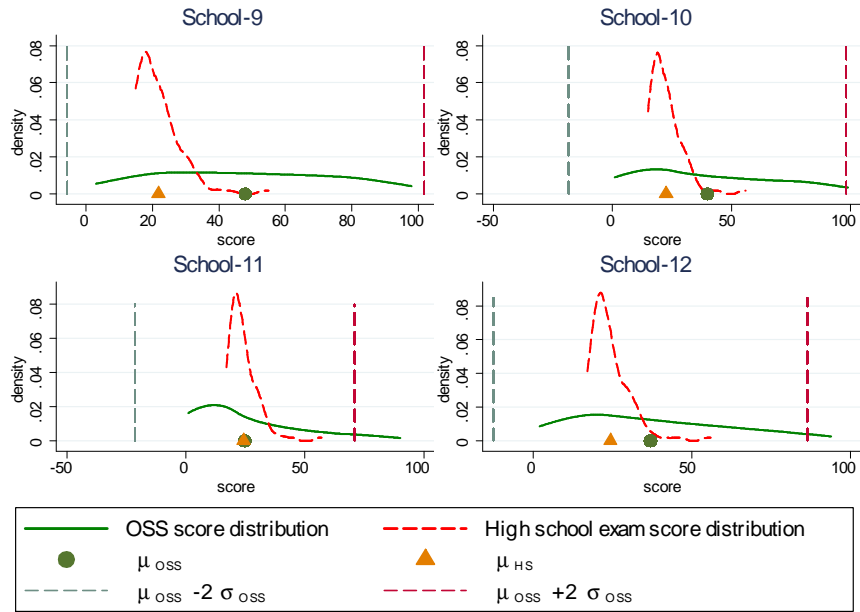 School-9
School-10
density
0 .02 .04 .06 .08
0 20 40 60 80 100
score
density
0 .02 .04 .06 .08
-50 0 50 100
score
School-11
School-12
density
0 .02 .04 .06 .08
-50 0 50 100
score
density
0 .02 .04 .06 .08
0 50 100
score
OSS score distribution
High school exam score distribution
μ OSS
μ HS
μ OSS -2 σ OSS
μ OSS +2 σ OSS